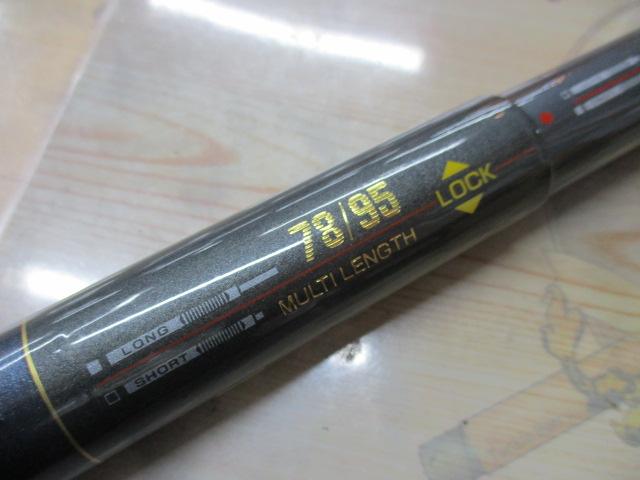 78/95
MULTI LENGTH
LOCK
LONG
SHORT